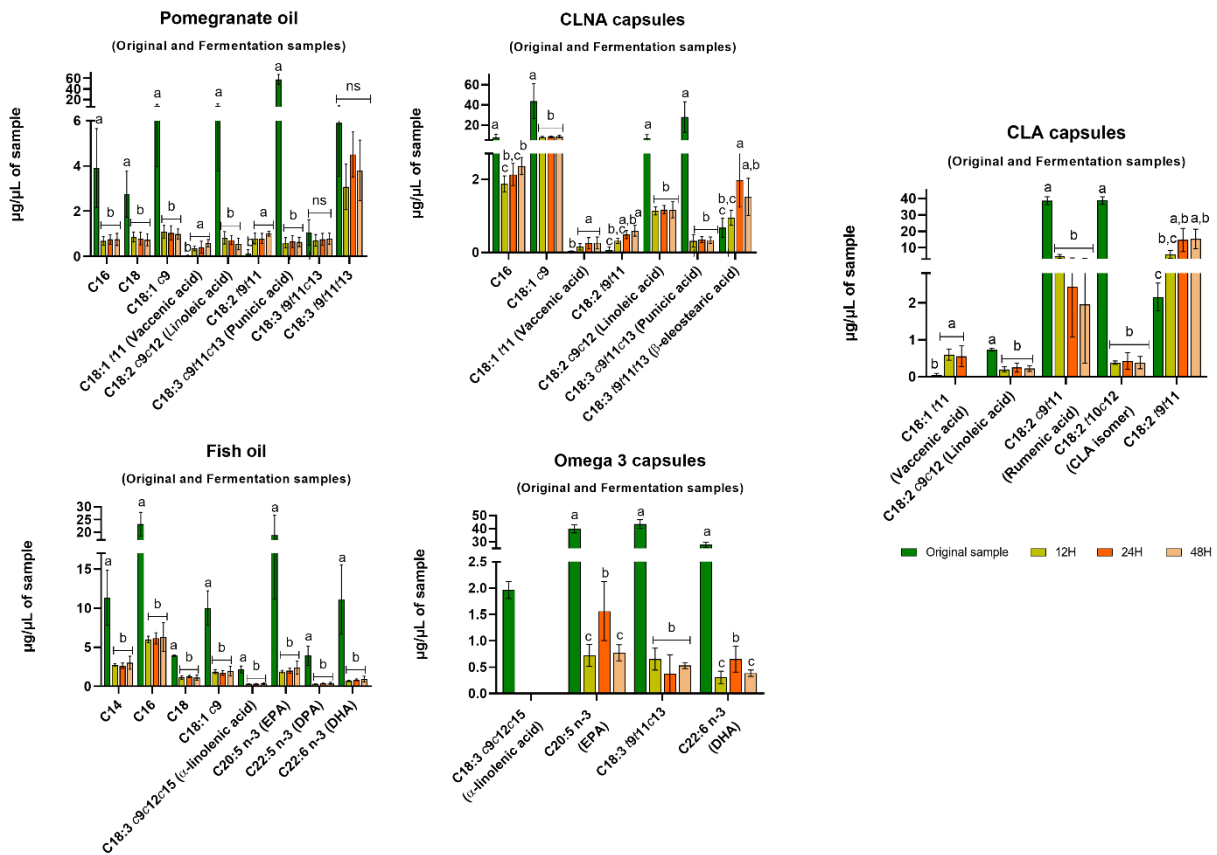 Pomegranate oil
(Original and Fermentation samples)
µg/µL of sample
60
40
20
6
4
2
0
a
b
a
b
a
b
b
a
a
b
b
a
a
b
ns
ns
C16
C18
C18:1 c9
C18:1 t11 (Vaccenic acid)
C18:2 c9c12 (Linoleic acid)
C18:2 t9t11
C18:3 c9t11c13 (Punicic acid)
C18:3 t9t11c13
C18:3 t9t11t13
CLNA capsules
(Original and Fermentation samples)
µg/µL of sample
60
40
20
2
0
a
c
b,c
b
a
b
b
a
c
b,c
a,b
a
a
b
a
b
b,c
b,c
a
a,b
C16
C18:1 c9
C18:1 t11 (Vaccenic acid)
C18:2 t9t11
C18:2 c9c12 (Linoleic acid)
C18:3 c9t11c13 (Punicic acid)
C18:3 t9t11t13 (β-eleostearic acid)
CLA capsules
(Original and Fermentation samples)
µg/µL of sample
40
30
20
10
2
1
0
b
a
a
b
a
b
a
b
c
b,c
a,b
a,b
C18:1 t11
(Vaccenic acid)
C18:2 c9c12 (Linoleic acid)
C18:2 c9t11
(Rumenic acid)
C18:2 t10c12
(CLA isomer)
C18:2 t9t11
Original sample
12H
24H
48H
Fish oil
(Original and Fermentation samples)
µg/µL of sample
30
25
20
15
10
5
0
a
b
a
b
a
b
a
b
a
b
a
b
a
b
a
b
C14
C16
C18
C18:1 c9
C18:3 c9c12c15 (α-linolenic acid)
C20:5 n-3 (EPA)
C22:5 n-3 (DPA)
C22:6 n-3 (DHA)
Omega 3 capsules
(Original and Fermentation samples)
µg/µL of sample
50
40
30
2.0
1.5
1.0
0.5
0.0
a
c
b
c
a
b
a
c
b
c
C18:3 c9c12c15
(α-linolenic acid)
C20:5 n-3
(EPA)
C18:3 t9t11c13
C22:6 n-3
(DHA)